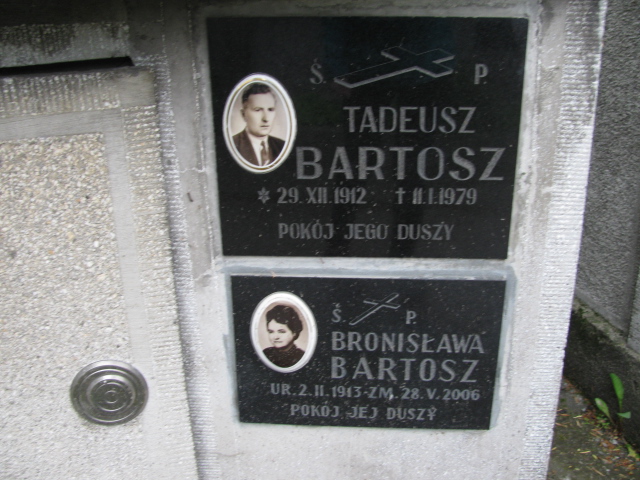 Ś. P.
TADEUSZ
BARTOSZ
* 29. XII. 1912 † 11. I. 1979
POKÓJ JEGO DUSZY
Ś. P.
BRONISŁAWA
BARTOSZ
UR. 2. II. 1913 - ZM. 28. V. 2006
POKÓJ JEJ DUSZY